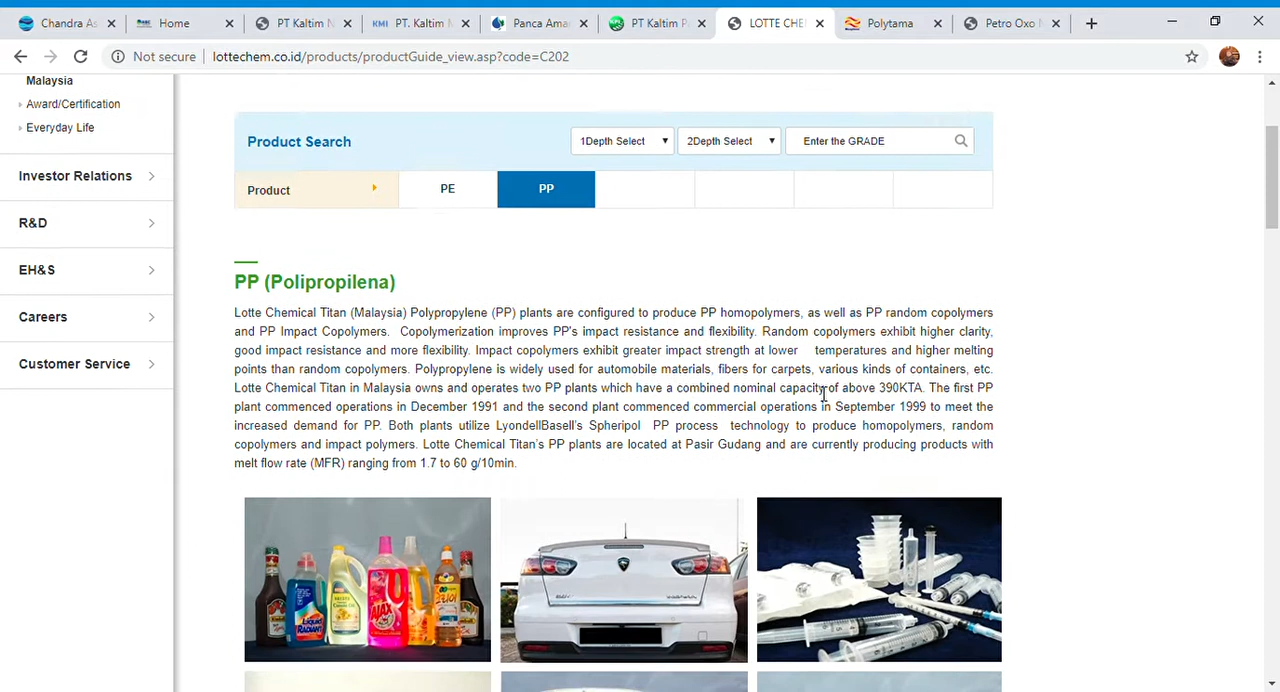 Chandra As
Home
PT Kaltim N
KMI PT. Kaltim M
Panca Ama
PT Kaltim P
LOTTE CHE
Polytama
Petro Oxo N
Not secure
lottechem.co.id/products/productGuide_view.asp?code=C202
Malaysia
Award/Certification
Everyday Life
Investor Relations
R&D
EH&S
Careers
Customer Service
Product Search
1Depth Select
2Depth Select
Enter the GRADE
Product
PE
PP
PP (Polipropilena)
Lotte Chemical Titan (Malaysia) Polypropylene (PP) plants are configured to produce PP homopolymers, as well as PP random copolymers
and PP Impact Copolymers. Copolymerization improves PP's impact resistance and flexibility. Random copolymers exhibit higher clarity,
good impact resistance and more flexibility. Impact copolymers exhibit greater impact strength at lower temperatures and higher melting
points than random copolymers. Polypropylene is widely used for automobile materials, fibers for carpets, various kinds of containers, etc.
Lotte Chemical Titan in Malaysia owns and operates two PP plants which have a combined nominal capacity of above 390KTA. The first PP
plant commenced operations in December 1991 and the second plant commenced commercial operations in September 1999 to meet the
increased demand for PP. Both plants utilize LyondellBasell's Spheripol PP process technology to produce homopolymers, random
copolymers and impact polymers. Lotte Chemical Titan's PP plants are located at Pasir Gudang and are currently producing products with
melt flow rate (MFR) ranging from 1.7 to 60 g/10min.
LIQUID
RADIANT
AJAX